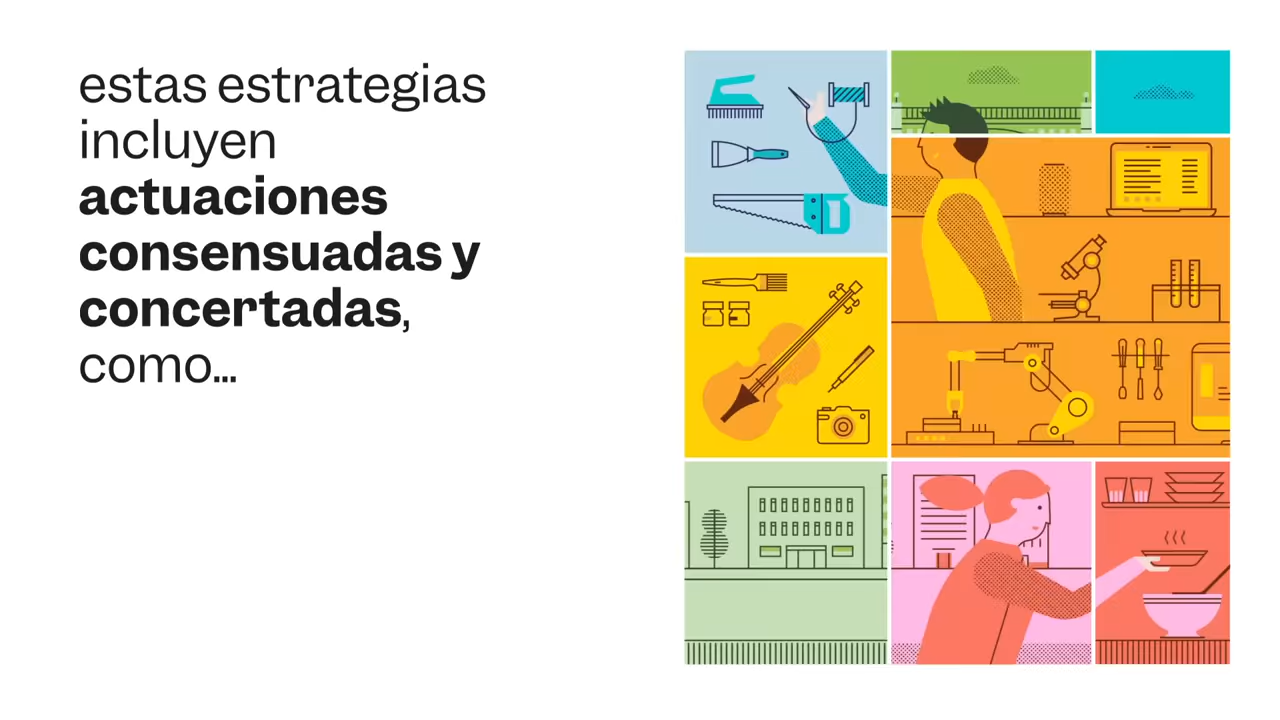 estas estrategias
incluyen
actuaciones
consensuadas y
concertadas,
como...